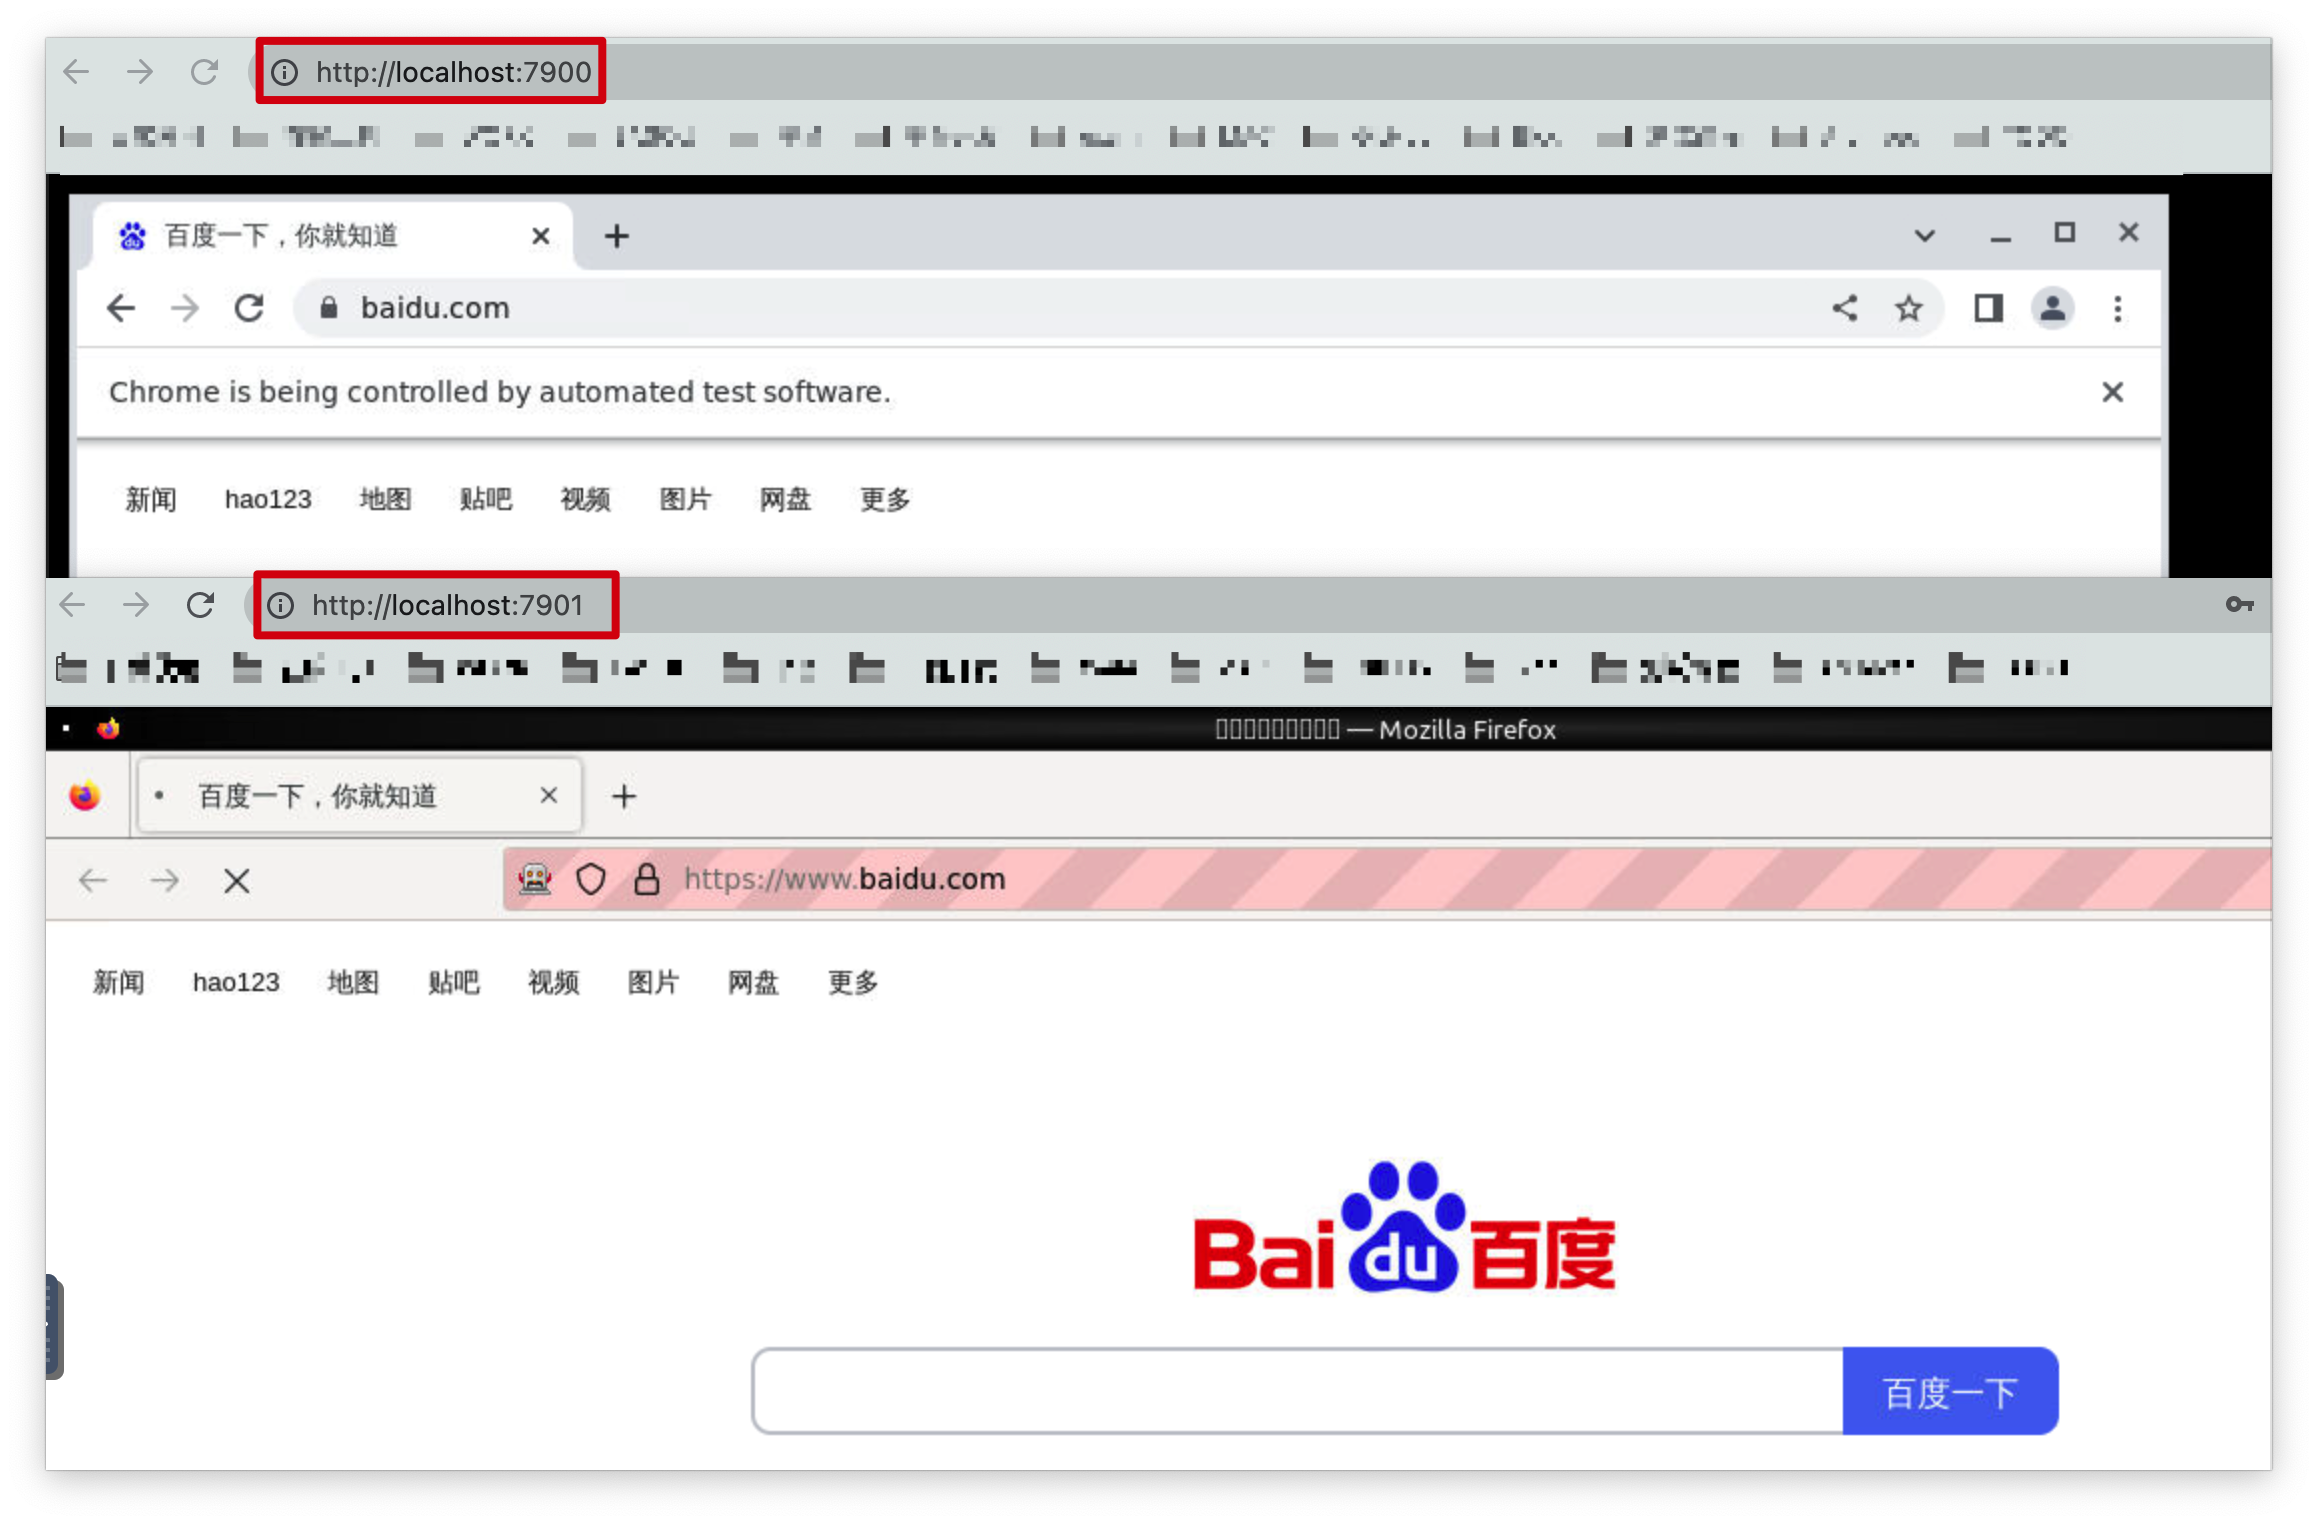 http://localhost:7900
百度一下，你就知道
baidu.com
Chrome is being controlled by automated test software.
新闻 hao123 地图 贴吧 视频 图片 网盘 更多
http://localhost:7901
— Mozilla Firefox
百度一下，你就知道
https://www.baidu.com
新闻 hao123 地图 贴吧 视频 图片 网盘 更多
Bai du 百度
百度一下